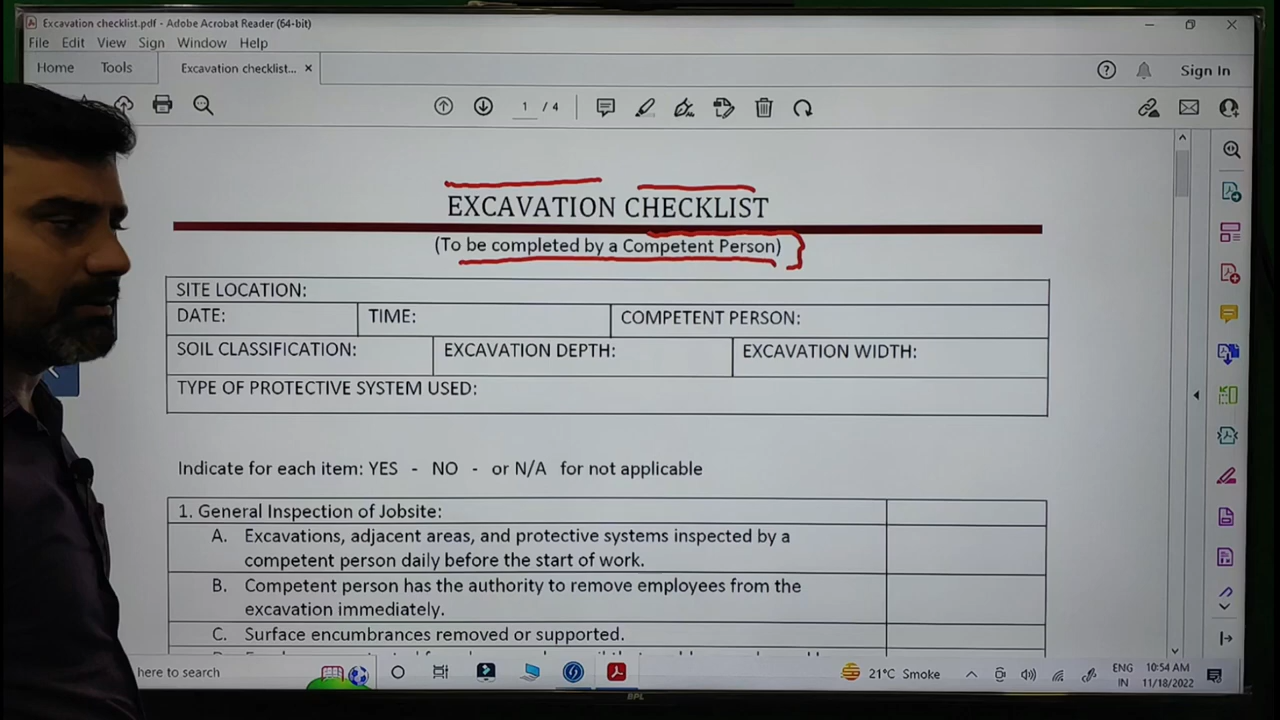 Excavation checklist.pdf - Adobe Acrobat Reader (64-bit)
File Edit View Sign Window Help
Home Tools Excavation checklist... × Sign In
1 / 4
EXCAVATION CHECKLIST
(To be completed by a Competent Person)
SITE LOCATION:
DATE: TIME: COMPETENT PERSON:
SOIL CLASSIFICATION: EXCAVATION DEPTH: EXCAVATION WIDTH:
TYPE OF PROTECTIVE SYSTEM USED:
Indicate for each item: YES - NO - or N/A for not applicable
1. General Inspection of Jobsite:
A. Excavations, adjacent areas, and protective systems inspected by a
competent person daily before the start of work.
B. Competent person has the authority to remove employees from the
excavation immediately.
C. Surface encumbrances removed or supported.
here to search 21°C Smoke ENG 10:54 AM
IN 11/18/2022
BPL